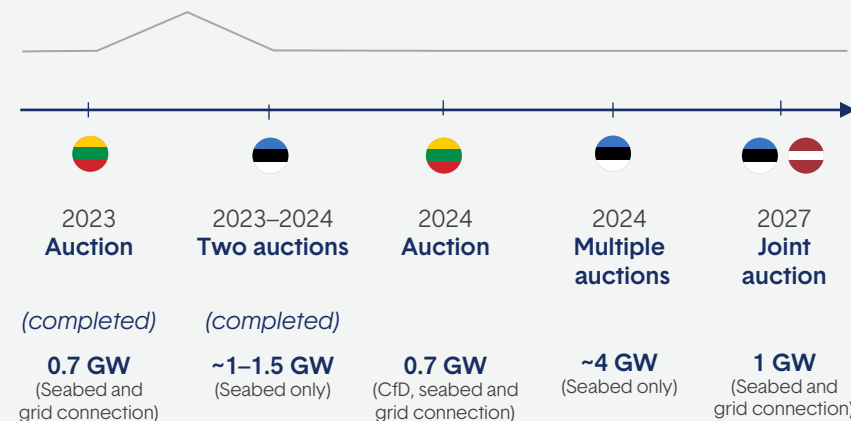 2023
Auction
(completed)
0.7 GW
(Seabed and
grid connection)
2023–2024
Two auctions
(completed)
~1–1.5 GW
(Seabed only)
2024
Auction
0.7 GW
(CfD, seabed and
grid connection)
2024
Multiple
auctions
~4 GW
(Seabed only)
2027
Joint
auction
1 GW
(Seabed and
grid connection)